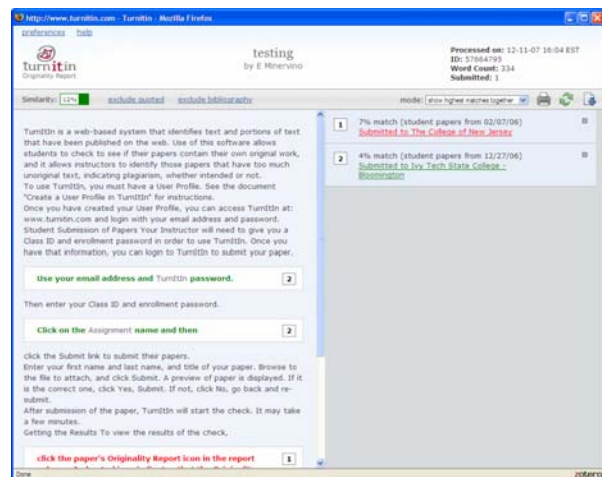 http://www.turnitin.com - Turnitin - Mozilla Firefox
preferences help
turnitin
Originality Report
testing
by E Minervino
Processed on: 12-11-07 16:04 EST
ID: 57664795
Word Count: 334
Submitted: 1
Similarity: 12% exclude quoted exclude bibliography
mode: show highest matches together
TurnItIn is a web-based system that identifies text and portions of text
that have been published on the web. Use of this software allows
students to check to see if their papers contain their own original work,
and it allows instructors to identify those papers that have too much
unoriginal text, indicating plagiarism, whether intended or not.
To use TurnItIn, you must have a User Profile. See the document
"Create a User Profile in TurnItIn" for instructions.
Once you have created your User Profile, you can access TurnItIn at:
www.turnitin.com and login with your email address and password.
Student Submission of Papers Your Instructor will need to give you a
Class ID and enrollment password in order to use TurnItIn. Once you
have that information, you can login to TurnItIn to submit your paper.
Use your email address and TurnItIn password. 2
Then enter your Class ID and enrollment password.
Click on the Assignment name and then 2
click the Submit link to submit their papers.
Enter your first name and last name, and title of your paper. Browse to
the file to attach, and click Submit. A preview of paper is displayed. If it
is the correct one, click Yes, Submit. If not, click No, go back and re-
submit.
After submission of the paper, TurnItIn will start the check. It may take
a few minutes.
Getting the Results To view the results of the check,
click the paper's Originality Report icon in the report 1
1 7% match (student papers from 02/07/06)
Submitted to The College of New Jersey
2 4% match (student papers from 12/27/06)
Submitted to Ivy Tech State College -
Bloomington
Done
zotero